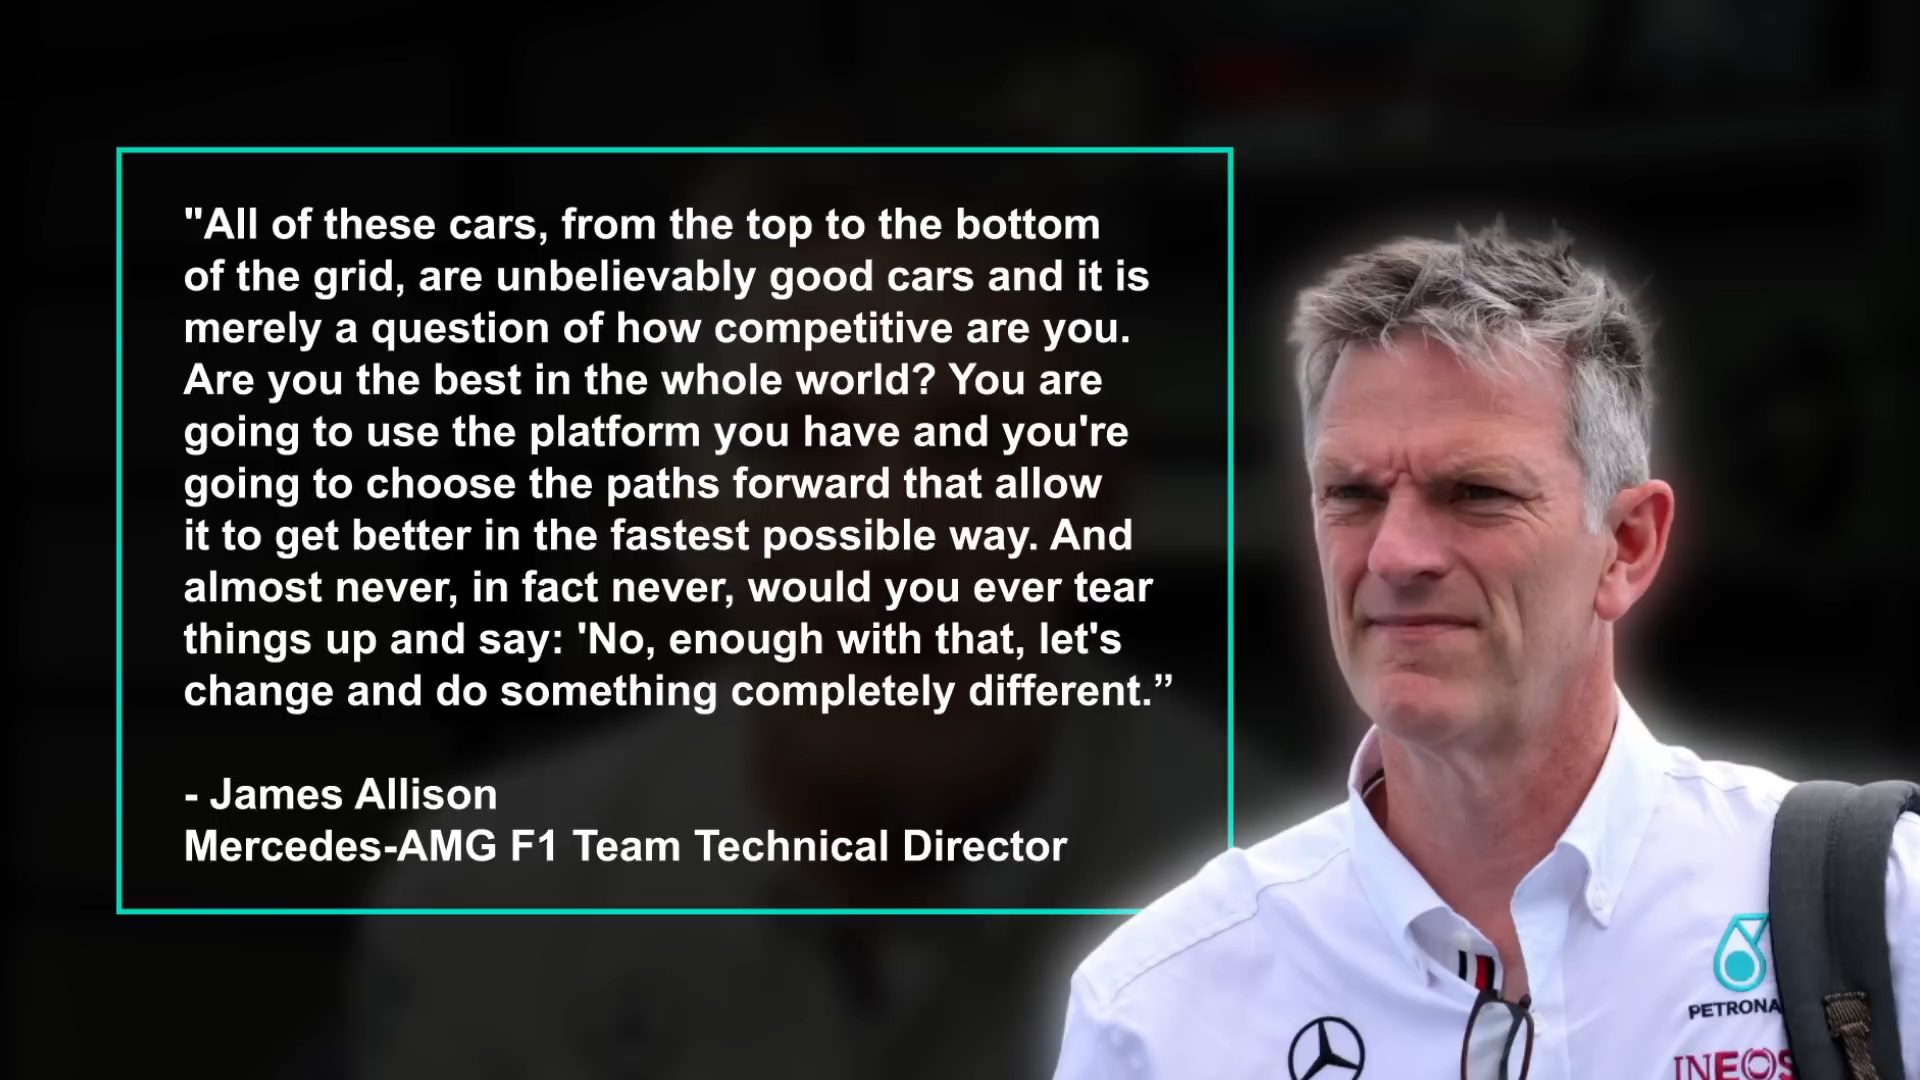 "All of these cars, from the top to the bottom
of the grid, are unbelievably good cars and it is
merely a question of how competitive are you.
Are you the best in the whole world? You are
going to use the platform you have and you're
going to choose the paths forward that allow
it to get better in the fastest possible way. And
almost never, in fact never, would you ever tear
things up and say: 'No, enough with that, let's
change and do something completely different.”
- James Allison
Mercedes-AMG F1 Team Technical Director
PETRONA
INEOS